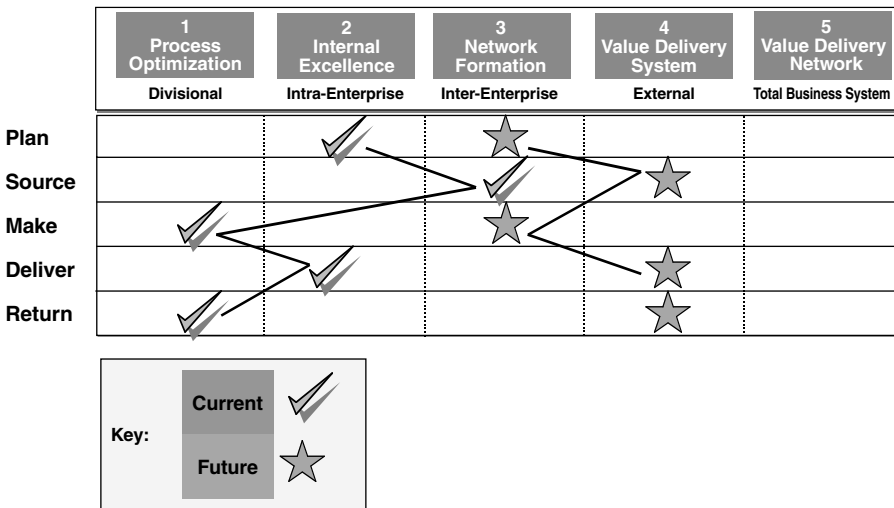 1
Process
Optimization
2
Internal
Excellence
3
Network
Formation
4
Value Delivery
System
5
Value Delivery
Network
Divisional
Intra-Enterprise
Inter-Enterprise
External
Total Business System
Plan
Source
Make
Deliver
Return
Key:
Current
Future